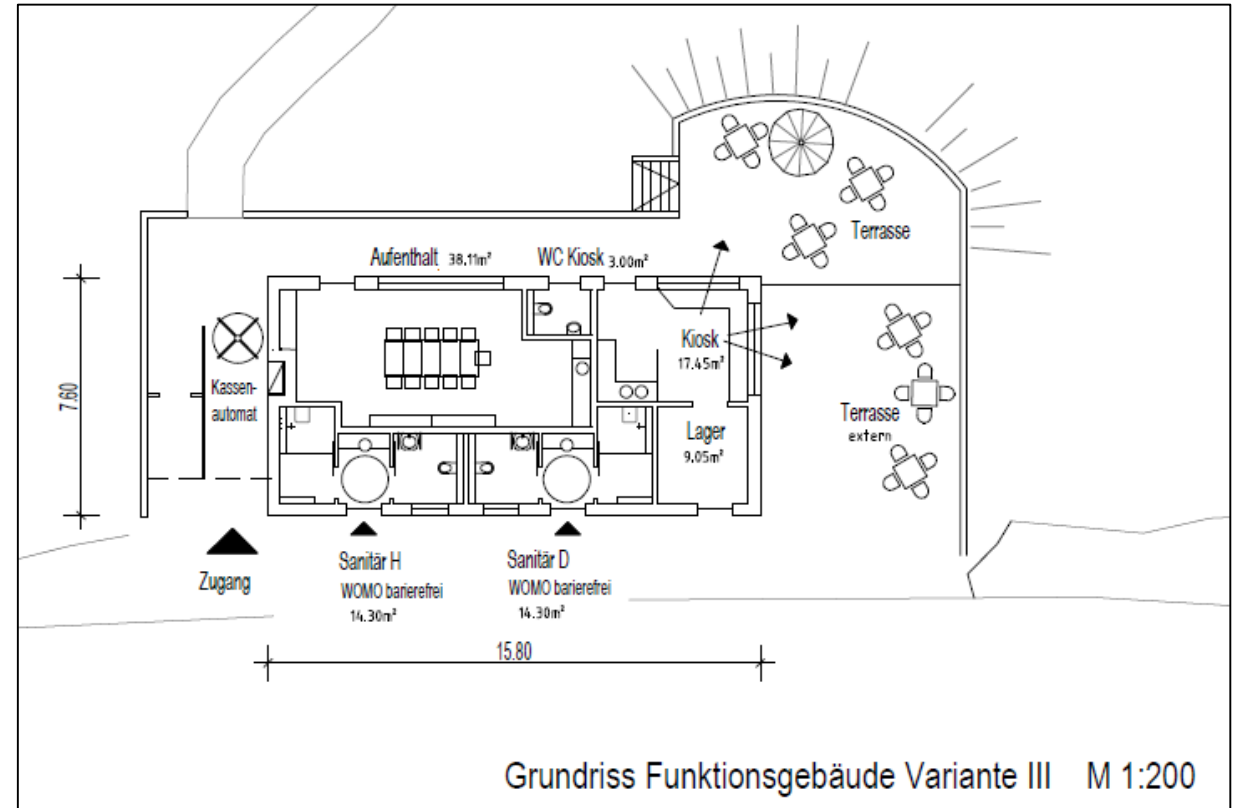 Aufenthalt 38,11m²
WC Kiosk 3.00m²
Terrasse
Kiosk
17.45m²
Kassen-
automat
7.60
Terrasse
extern
Lager
9.05m²
Zugang
Sanitär H
WOMO barierefrei
14.30m²
Sanitär D
WOMO barierefrei
14.30m²
15.80
Grundriss Funktionsgebäude Variante III M 1:200